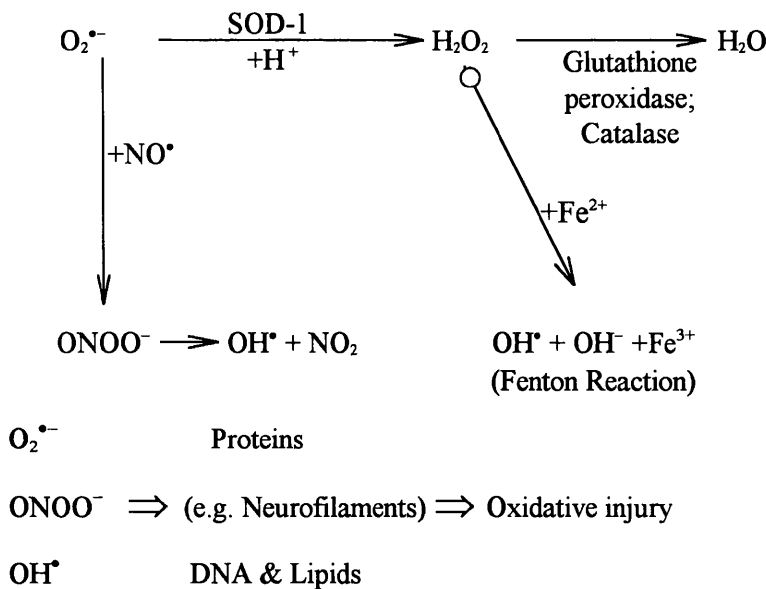 O₂•⁻ SOD-1 H₂O₂ H₂O
+H⁺ Glutathione
peroxidase;
Catalase
+NO•
+Fe²⁺
ONOO⁻ OH• + NO₂ OH• + OH⁻ +Fe³⁺
(Fenton Reaction)
O₂•⁻ Proteins
ONOO⁻ ⇒ (e.g. Neurofilaments) ⇒ Oxidative injury
OH• DNA & Lipids